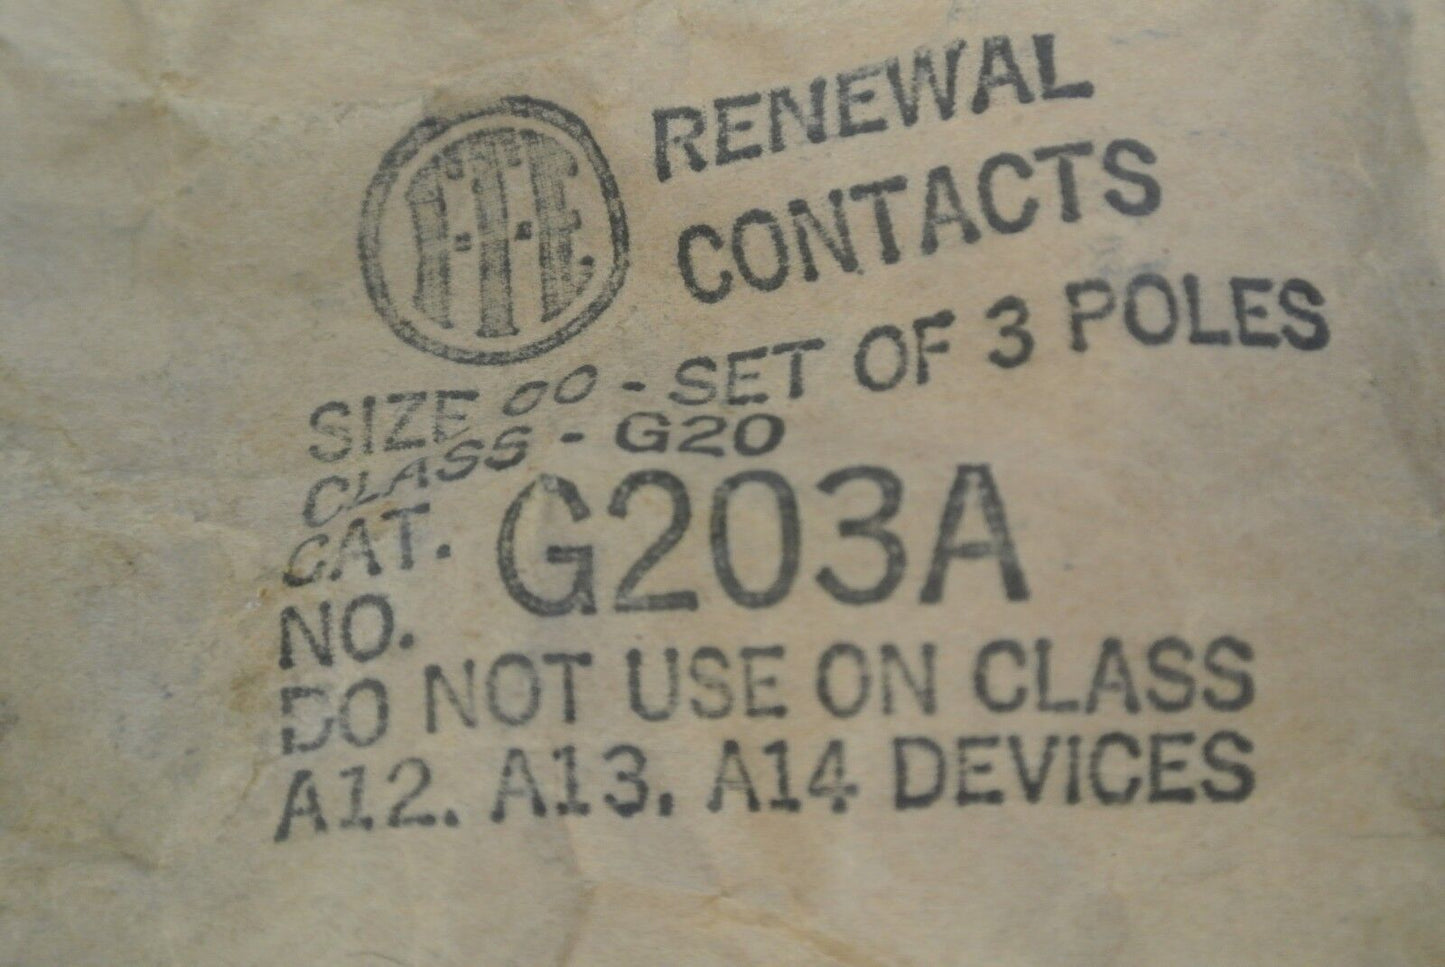 I-T-E
RENEWAL
CONTACTS
SIZE 00 - SET OF 3 POLES
CLASS - G20
CAT. NO. G203A
DO NOT USE ON CLASS
A12. A13. A14 DEVICES